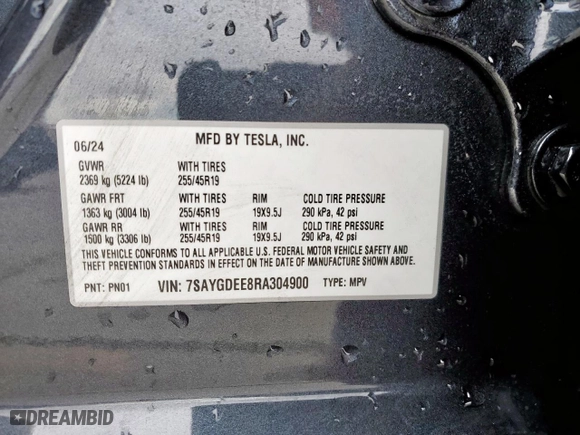 06/24 MFD BY TESLA, INC.
GVWR WITH TIRES
2369 kg (5224 lb) 255/45R19
GAWR FRT WITH TIRES RIM COLD TIRE PRESSURE
1363 kg (3004 lb) 255/45R19 19X9.5J 290 kPa, 42 psi
GAWR RR WITH TIRES RIM COLD TIRE PRESSURE
1500 kg (3306 lb) 255/45R19 19X9.5J 290 kPa, 42 psi
THIS VEHICLE CONFORMS TO ALL APPLICABLE U.S. FEDERAL MOTOR VEHICLE SAFETY AND
THEFT PREVENTION STANDARDS IN EFFECT ON THE DATE OF MANUFACTURE SHOWN ABOVE.
PNT: PN01 VIN: 7SAYGDEE8RA304900 TYPE: MPV
DREAMBID